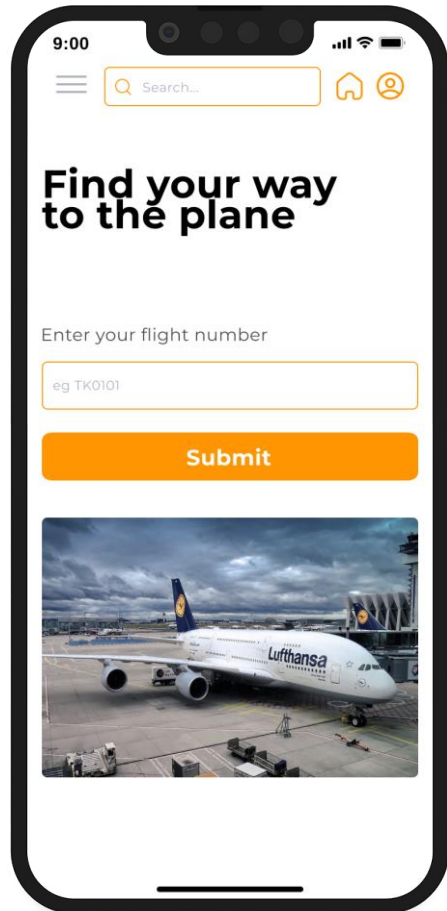 9:00
Search...
Find your way
to the plane
Enter your flight number
eg TK0101
Submit
Lufthansa